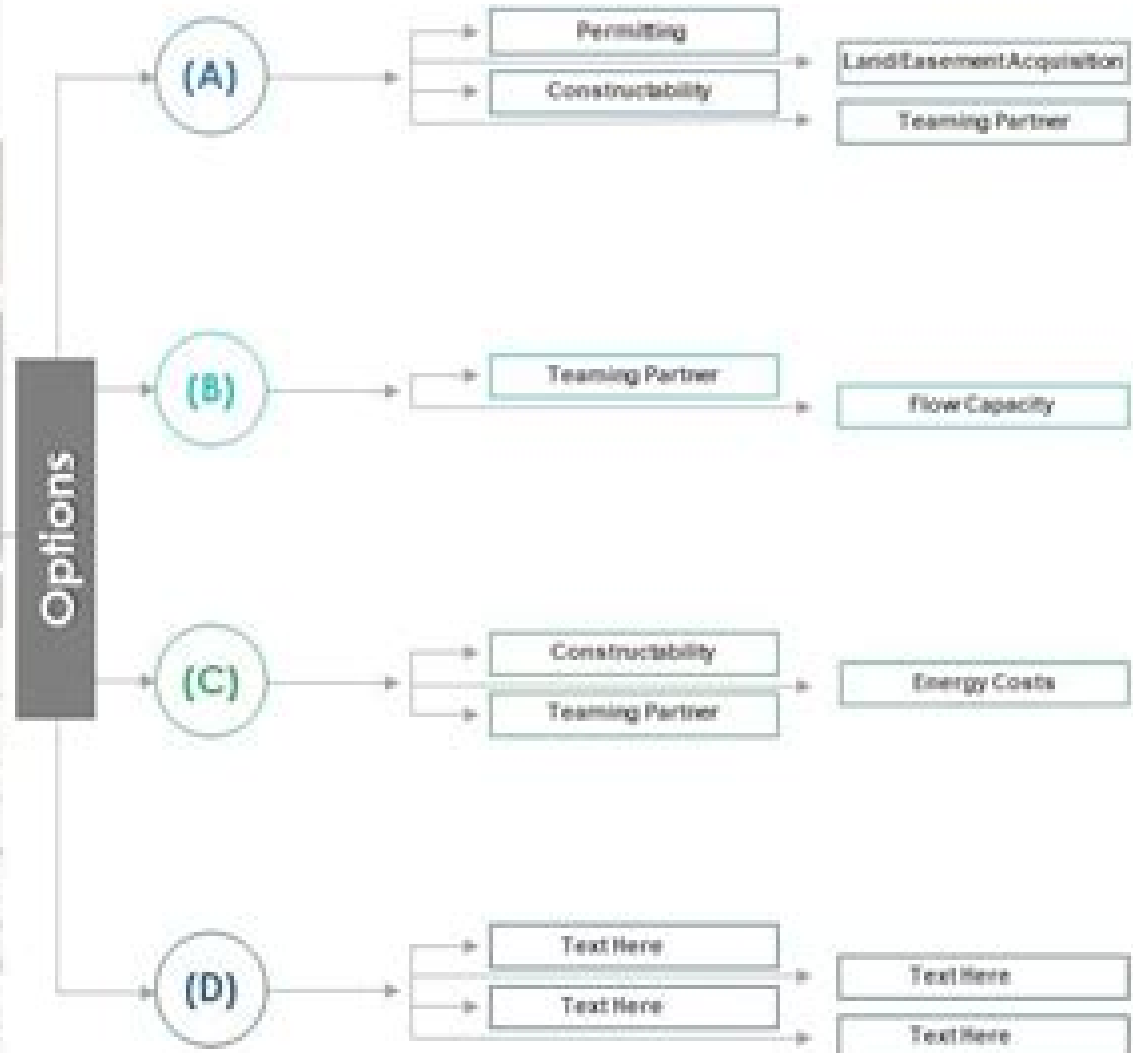 (A)
Permitting
Land/Easement Acquisition
Constructability
Teaming Partner
(B)
Teaming Partner
Flow Capacity
Options
(C)
Constructability
Energy Costs
Teaming Partner
(D)
Text Here
Text Here
Text Here
Text Here